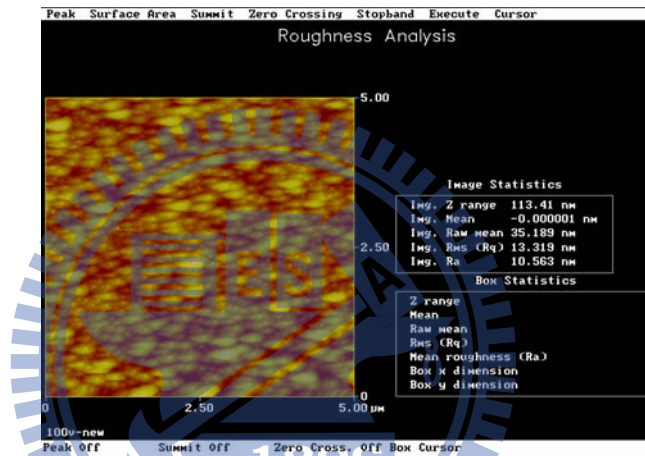 Peak Surface Area Summit Zero Crossing Stopband Execute Cursor
Roughness Analysis
5.00
2.50
0
0 2.50 5.00 µm
Image Statistics
Img. Z range 113.41 nm
Img. Mean -0.000001 nm
Img. Raw mean 35.189 nm
Img. Rms (Rq) 13.319 nm
Img. Ra 10.563 nm
Box Statistics
Z range
Mean
Raw mean
Rms (Rq)
Mean roughness (Ra)
Box x dimension
Box y dimension
100v-new
Peak Off Summit Off Zero Cross. Off Box Cursor
ES
A